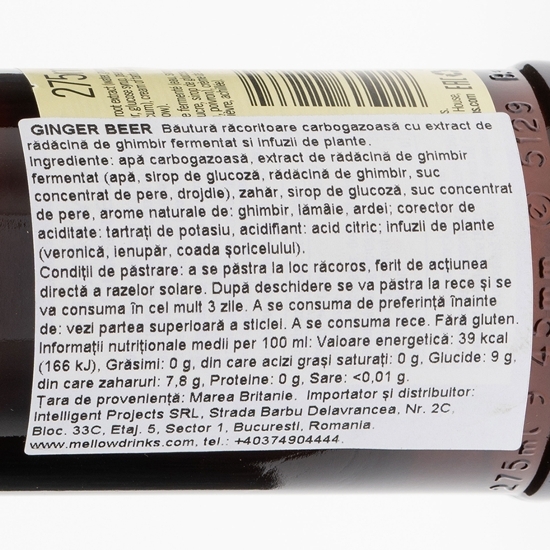 GINGER BEER Băutură răcoritoare carbogazoasă cu extract de
rădăcină de ghimbir fermentat si infuzii de plante.
Ingrediente: apă carbogazoasă, extract de rădăcină de ghimbir
fermentat (apă, sirop de glucoză, rădăcină de ghimbir, suc
concentrat de pere, drojdie), zahăr, sirop de glucoză, suc concentrat
de pere, arome naturale de: ghimbir, lămâie, ardei; corector de
aciditate: tartrați de potasiu, acidifiant: acid citric; infuzii de plante
(veronică, ienupăr, coada șoricelului).
Condiții de păstrare: a se păstra la loc răcoros, ferit de acțiunea
directă a razelor solare. După deschidere se va păstra la rece și se
va consuma în cel mult 3 zile. A se consuma de preferință înainte
de: vezi partea superioară a sticlei. A se consuma rece. Fără gluten.
Informații nutriționale medii per 100 ml: Valoare energetică: 39 kcal
(166 kJ), Grăsimi: 0 g, din care acizi grași saturați: 0 g, Glucide: 9 g,
din care zaharuri: 7,8 g, Proteine: 0 g, Sare: <0,01 g.
Țara de proveniență: Marea Britanie. Importator și distribuitor:
Intelligent Projects SRL, Strada Barbu Delavrancea, Nr. 2C,
Bloc. 33C, Etaj. 5, Sector 1, Bucuresti, Romania.
www.mellowdrinks.com, tel.: +40374904444.
275
5129
275ml